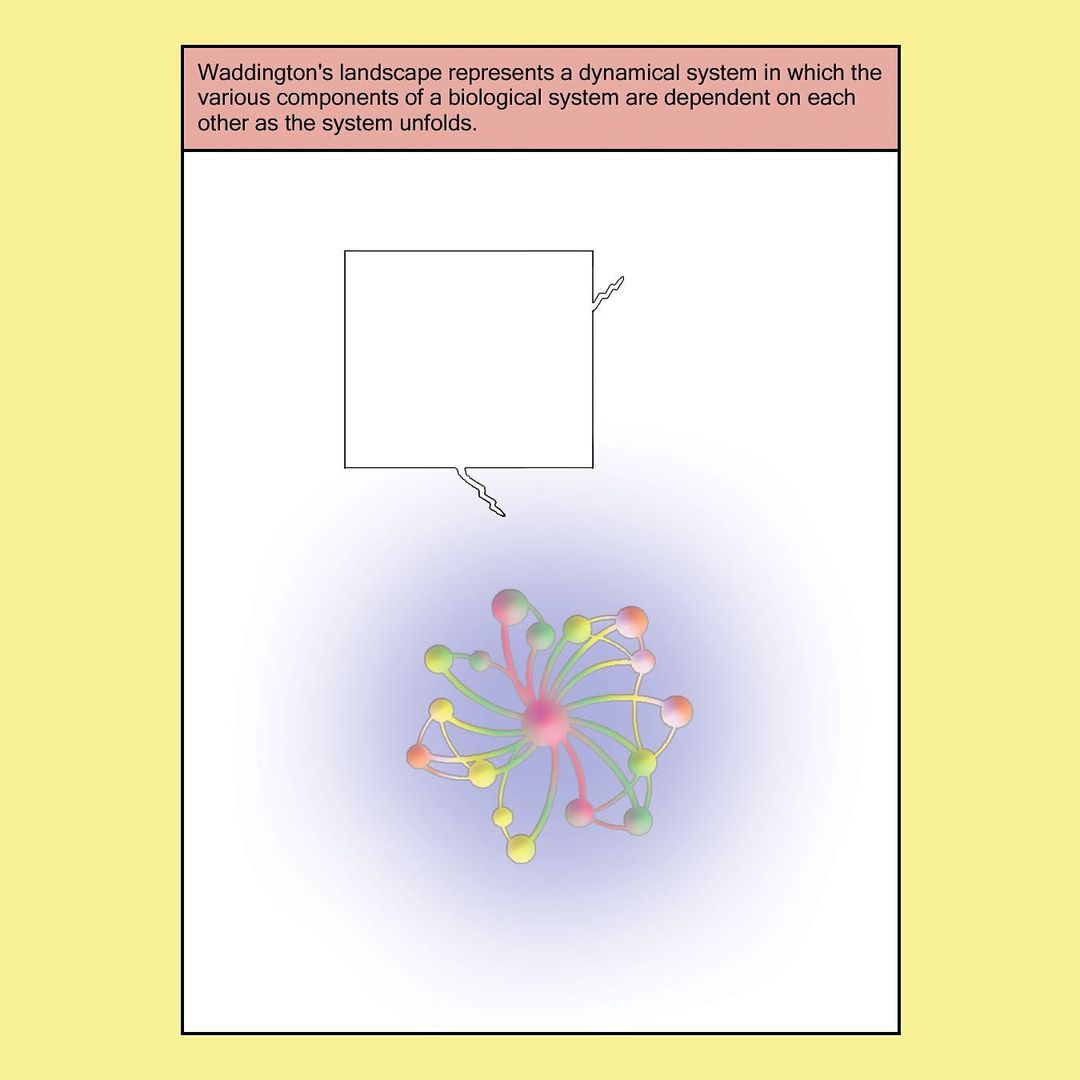 Waddington's landscape represents a dynamical system in which the
various components of a biological system are dependent on each
other as the system unfolds.